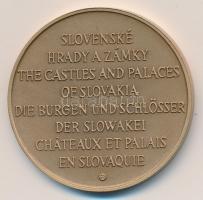 SLOVENSKÉ
HRADY A ZÁMKY
THE CASTLES AND PALACES
OF SLOVAKIA
DIE BURGEN UND SCHLÖSSER
DER SLOWAKEI
CHÂTEAUX ET PALAIS
EN SLOVAQUIE